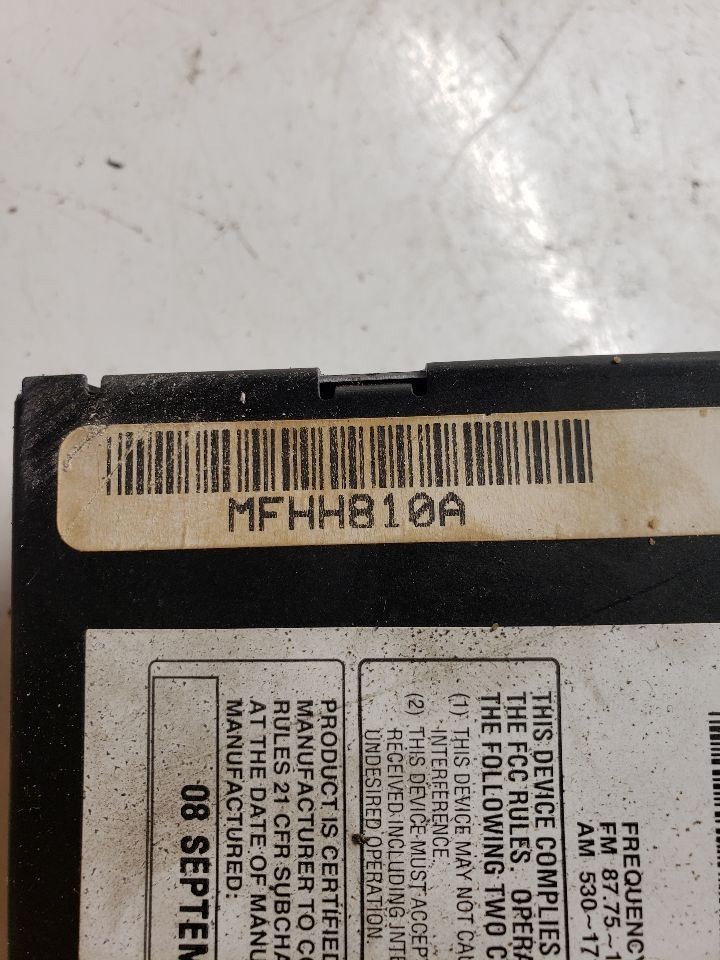 MFHH810A
FREQUENCY
FM 87.75~1
AM 530~17
THIS DEVICE COMPLIES
THE FCC RULES. OPERA
THE FOLLOWING TWO C
(1) THIS DEVICE MAY NOT CAU
INTERFERENCE.
(2) THIS DEVICE MUST ACCEP
RECEIVED INCLUDING INTE
UNDESIRED OPERATION.
PRODUCT IS CERTIFIED
MANUFACTURER TO CO
RULES 21 CFR SUBCHA
AT THE DATE OF MANU
MANUFACTURED:
08 SEPTEM